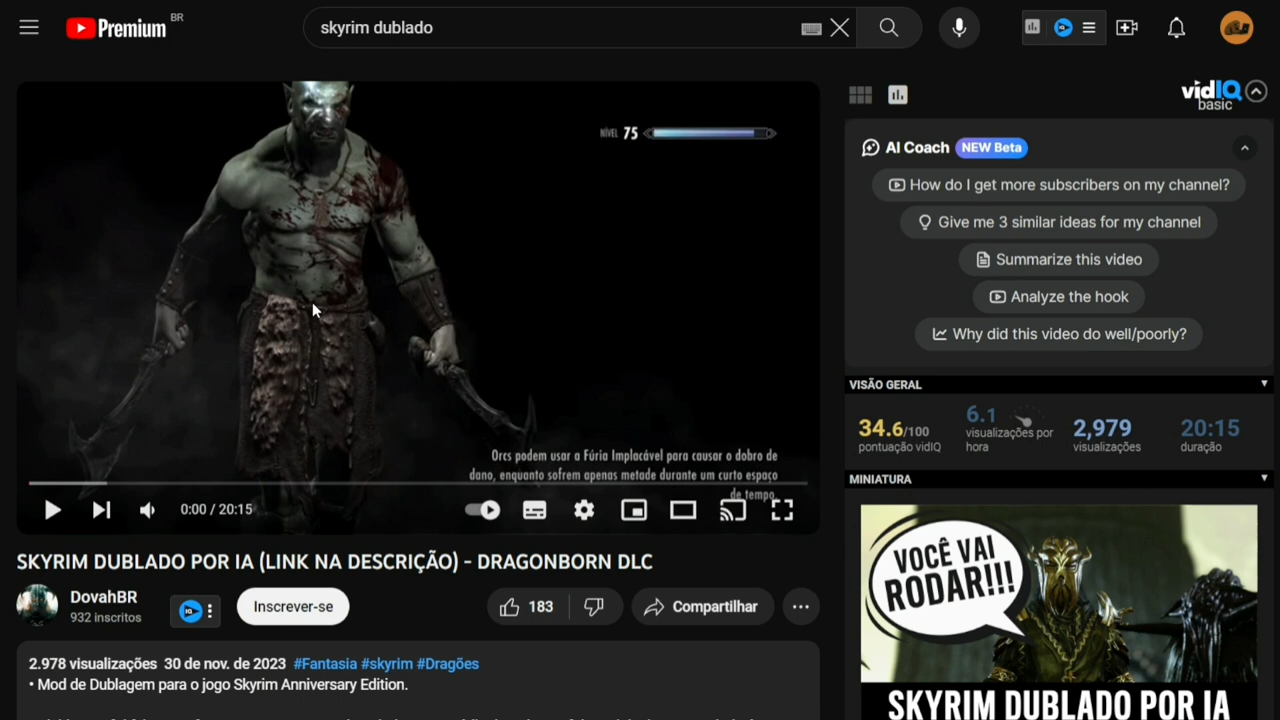 Premium BR
skyrim dublado
NÍVEL 75
Orcs podem usar a Fúria Implacável para causar o dobro de
dano, enquanto sofrem apenas metade durante um curto espaço
de tempo.
0:00 / 20:15
SKYRIM DUBLADO POR IA (LINK NA DESCRIÇÃO) - DRAGONBORN DLC
DovahBR
932 inscritos
IQ
Inscrever-se
183
Compartilhar
2.978 visualizações 30 de nov. de 2023 #Fantasia #skyrim #Dragões
• Mod de Dublagem para o jogo Skyrim Anniversary Edition.
vidIQ
basic
AI Coach NEW Beta
How do I get more subscribers on my channel?
Give me 3 similar ideas for my channel
Summarize this video
Analyze the hook
Why did this video do well/poorly?
VISÃO GERAL
34.6/100
pontuação vidIQ
6.1
visualizações por
hora
2,979
visualizações
20:15
duração
MINIATURA
VOCÊ VAI
RODAR!!!
SKYRIM DUBLADO POR IA